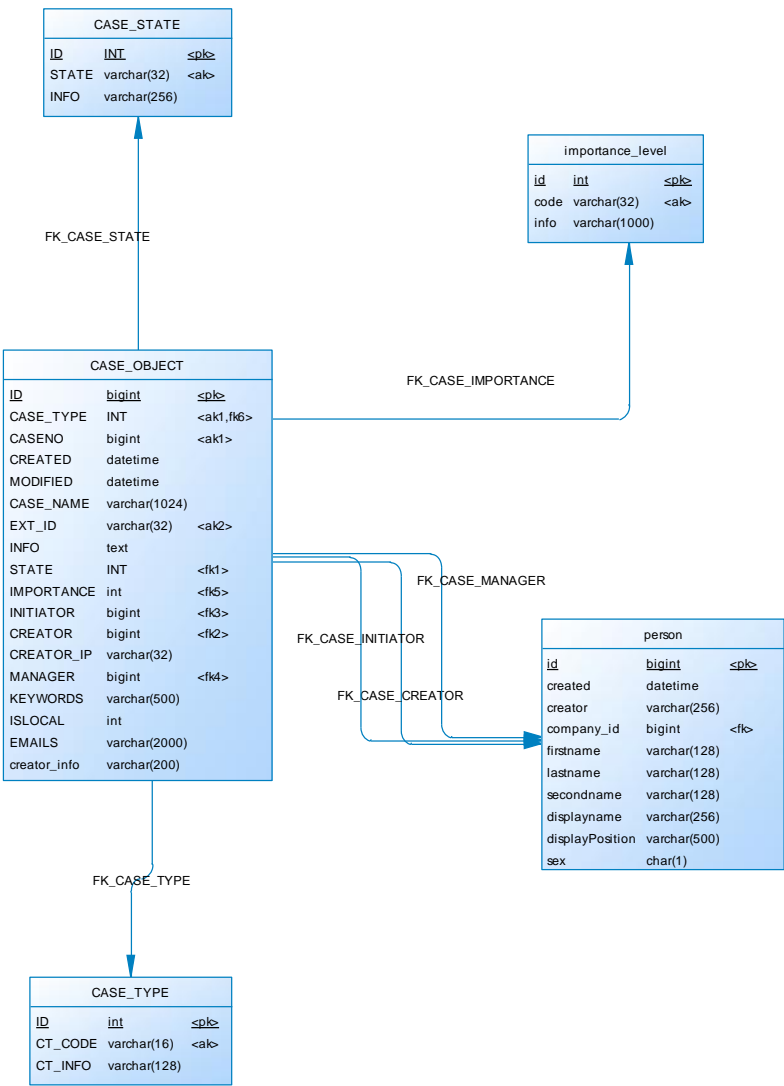 CASE_STATE
ID INT <pk>
STATE varchar(32) <ak>
INFO varchar(256)
importance_level
id int <pk>
code varchar(32) <ak>
info varchar(1000)
FK_CASE_STATE
CASE_OBJECT
ID bigint <pk>
CASE_TYPE INT <ak1,fk6>
CASENO bigint <ak1>
CREATED datetime
MODIFIED datetime
CASE_NAME varchar(1024)
EXT_ID varchar(32) <ak2>
INFO text
STATE INT <fk1>
IMPORTANCE int <fk5>
INITIATOR bigint <fk3>
CREATOR bigint <fk2>
CREATOR_IP varchar(32)
MANAGER bigint <fk4>
KEYWORDS varchar(500)
ISLOCAL int
EMAILS varchar(2000)
creator_info varchar(200)
FK_CASE_IMPORTANCE
FK_CASE_MANAGER
FK_CASE_INITIATOR
FK_CASE_CREATOR
person
id bigint <pk>
created datetime
creator varchar(256)
company_id bigint <fk>
firstname varchar(128)
lastname varchar(128)
secondname varchar(128)
displayname varchar(256)
displayPosition varchar(500)
sex char(1)
FK_CASE_TYPE
CASE_TYPE
ID int <pk>
CT_CODE varchar(16) <ak>
CT_INFO varchar(128)